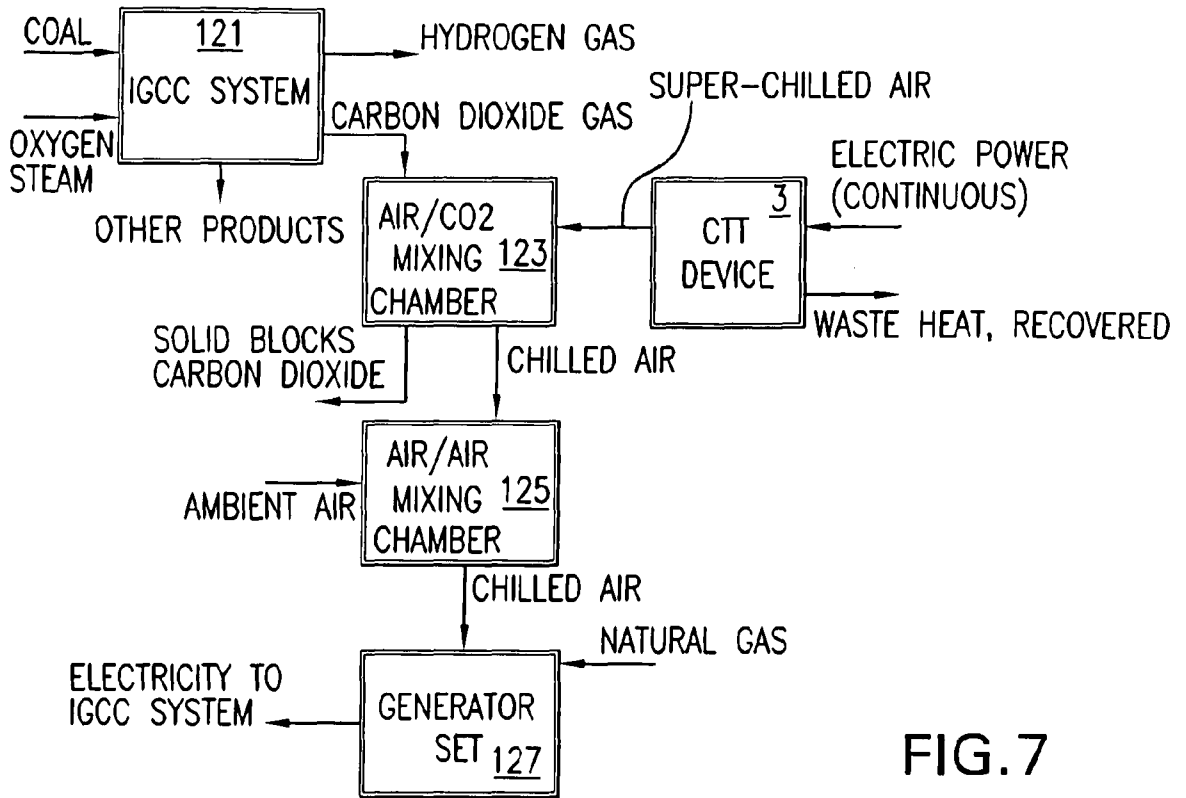 COAL
121
IGCC SYSTEM
HYDROGEN GAS
OXYGEN
STEAM
CARBON DIOXIDE GAS
OTHER PRODUCTS
SUPER-CHILLED AIR
AIR/CO2
MIXING 123
CHAMBER
3
CTT
DEVICE
ELECTRIC POWER
(CONTINUOUS)
WASTE HEAT, RECOVERED
SOLID BLOCKS
CARBON DIOXIDE
CHILLED AIR
AMBIENT AIR
AIR/AIR
MIXING 125
CHAMBER
CHILLED AIR
NATURAL GAS
ELECTRICITY TO
IGCC SYSTEM
GENERATOR
SET 127
FIG.7